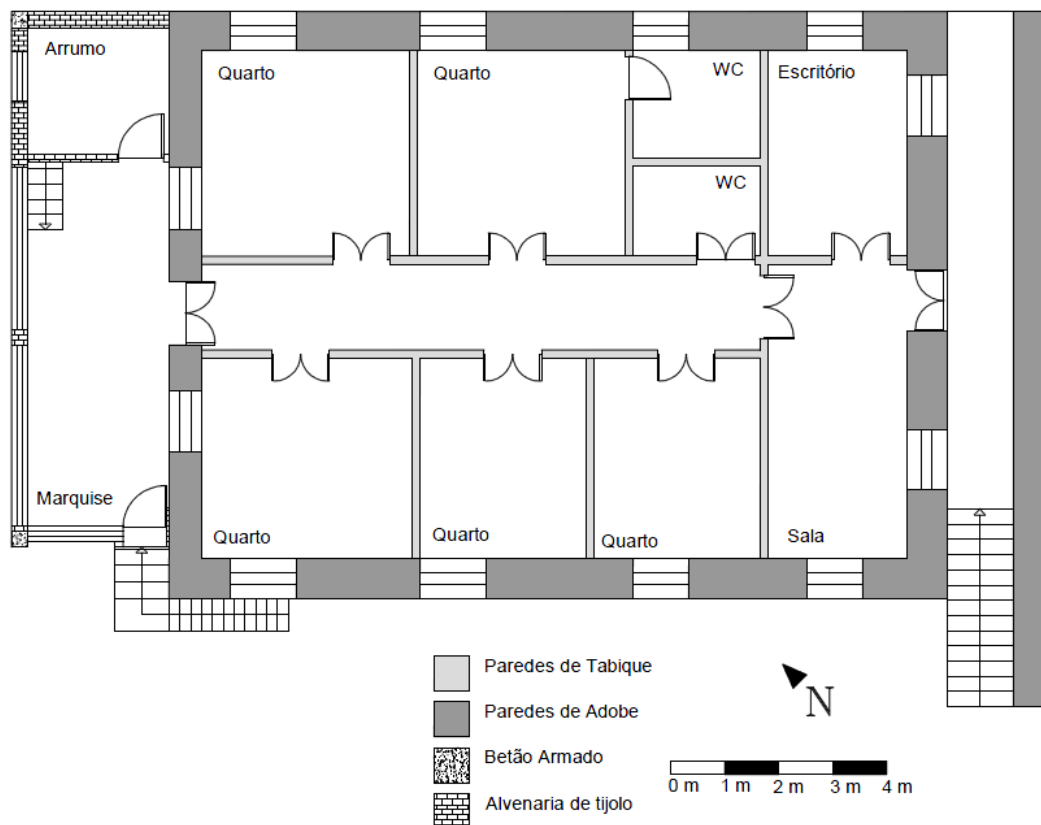 Arrumo
Quarto
Quarto
WC
Escritório
WC
Marquise
Quarto
Quarto
Quarto
Sala
Paredes de Tabique
Paredes de Adobe
Betão Armado
Alvenaria de tijolo
N
0 m 1 m 2 m 3 m 4 m